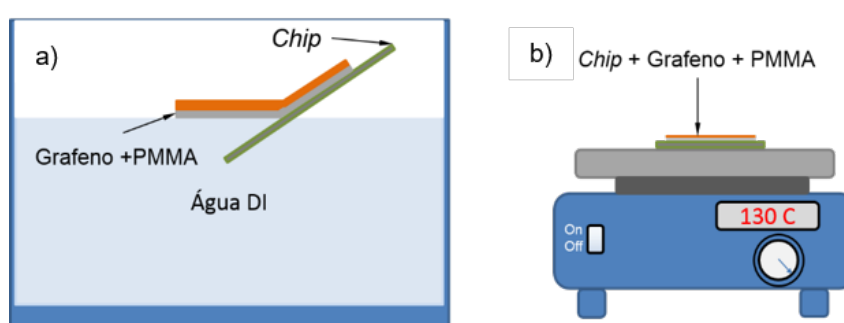 a)
Chip
Grafeno +PMMA
Água DI
b)
Chip + Grafeno + PMMA
130 C
On
Off